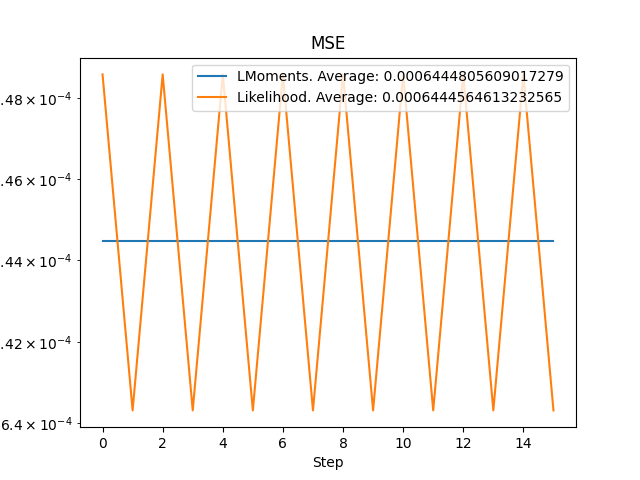 MSE
LMoments. Average: 0.0006444805609017279
Likelihood. Average: 0.0006444564613232565
.48 × 10⁻⁴
.46 × 10⁻⁴
.44 × 10⁻⁴
.42 × 10⁻⁴
6.4 × 10⁻⁴
0 2 4 6 8 10 12 14
Step